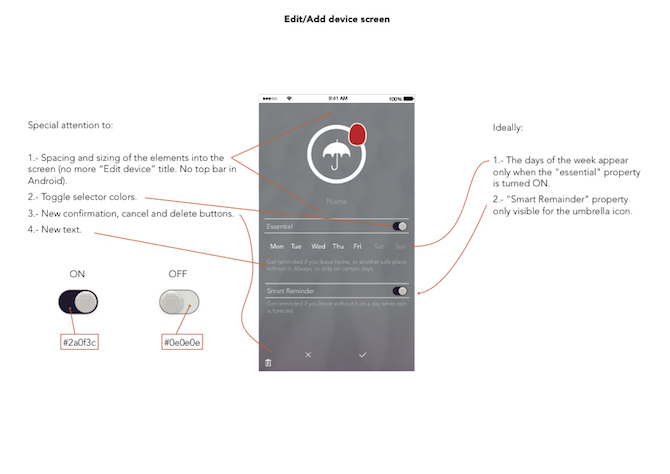 Edit/Add device screen
Special attention to:
1.- Spacing and sizing of the elements into the
screen (no more “Edit device” title. No top bar in
Android).
2.- Toggle selector colors.
3.- New confirmation, cancel and delete buttons.
4.- New text.
ON
OFF
#2a0f3c
#0e0e0e
9:41 AM
100%
Name
Essential
Mon Tue Wed Thu Fri Sat Sun
Get reminded if you leave home, or another safe place
without it. Always, or only on certain days.
Smart Reminder
Get reminded if you leave without it on a day when rain
is forecast.
Ideally:
1.- The days of the week appear
only when the "essential" property
is turned ON.
2.- "Smart Remainder" property
only visible for the umbrella icon.